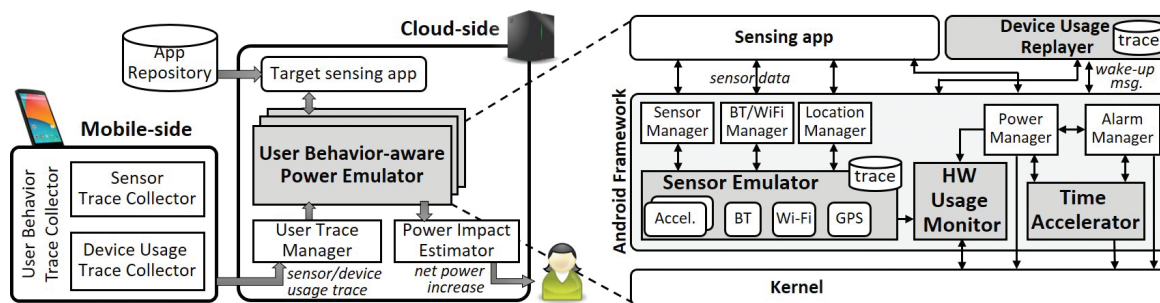 Cloud-side
App
Repository
Target sensing app
Mobile-side
User Behavior-aware
Power Emulator
User Behavior
Trace Collector
Sensor
Trace Collector
Device Usage
Trace Collector
User Trace
Manager
Power Impact
Estimator
sensor/device
usage trace
net power
increase
Sensing app
Device Usage
Replayer
trace
sensor data
wake-up
msg.
Android Framework
Sensor
Manager
BT/WiFi
Manager
Location
Manager
Power
Manager
Alarm
Manager
Sensor Emulator
trace
Accel.
BT
Wi-Fi
GPS
HW
Usage
Monitor
Time
Accelerator
Kernel